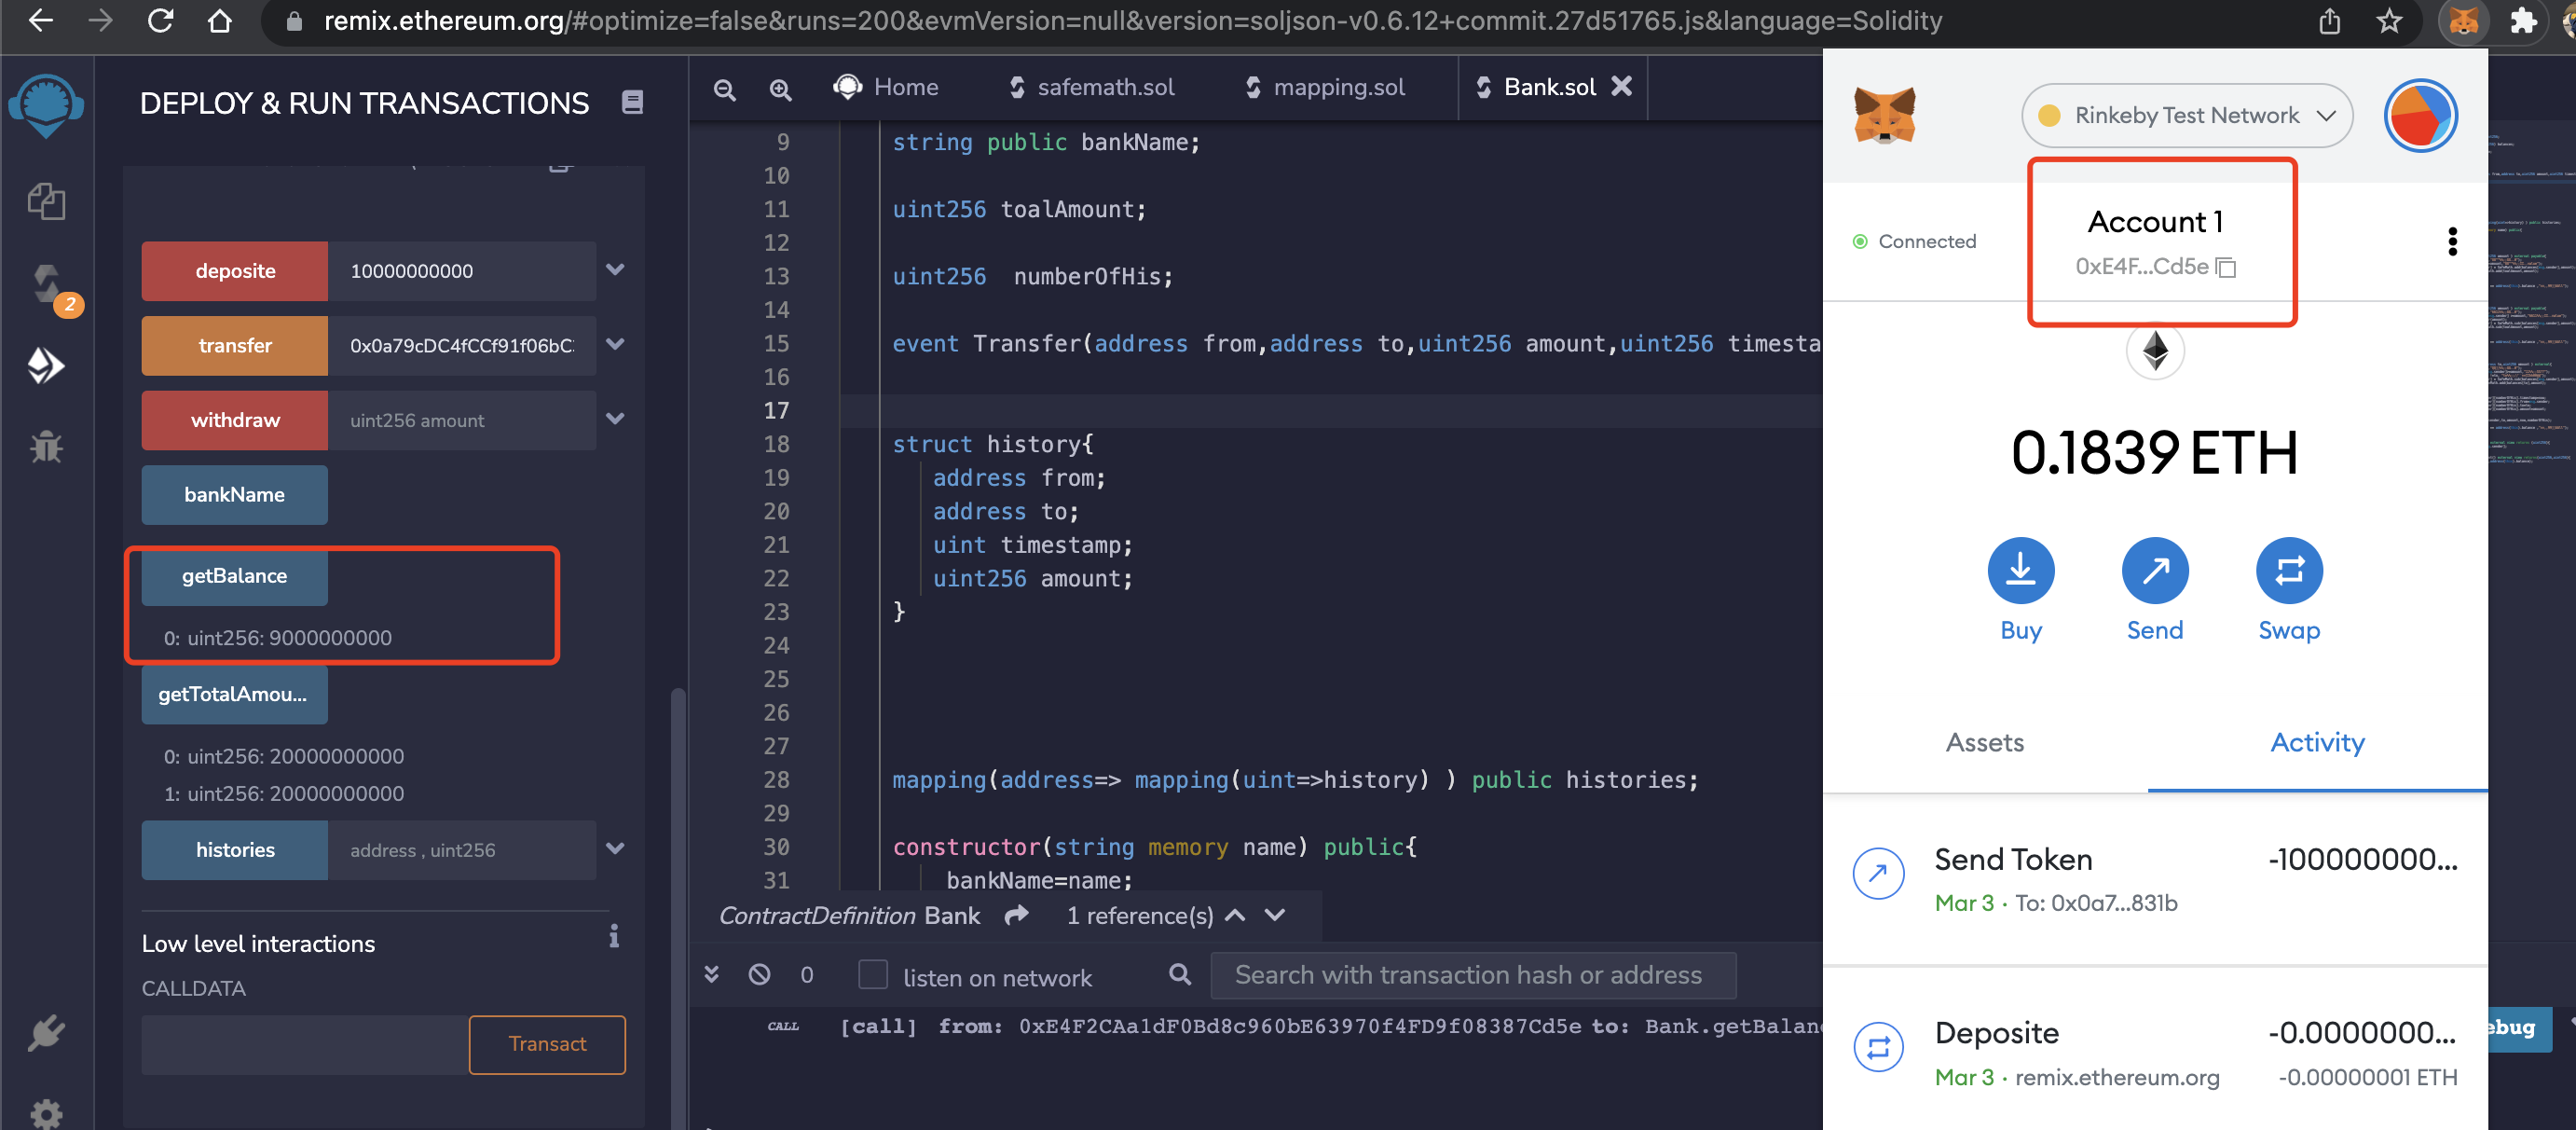 remix.ethereum.org/#optimize=false&runs=200&evmVersion=null&version=soljson-v0.6.12+commit.27d51765.js&language=Solidity
DEPLOY & RUN TRANSACTIONS
2
deposite 10000000000
transfer 0x0a79cDC4fCCf91f06bC
withdraw uint256 amount
bankName
getBalance
0: uint256: 9000000000
getTotalAmou...
0: uint256: 20000000000
1: uint256: 20000000000
histories address , uint256
Low level interactions
i
CALLDATA
Transact
Home safemath.sol mapping.sol Bank.sol
9 string public bankName;
10
11 uint256 toalAmount;
12
13 uint256 numberOfHis;
14
15 event Transfer(address from,address to,uint256 amount,uint256 timesta
16
17
18 struct history{
19 address from;
20 address to;
21 uint timestamp;
22 uint256 amount;
23 }
24
25
26
27
28 mapping(address=> mapping(uint=>history) ) public histories;
29
30 constructor(string memory name) public{
31 bankName=name;
ContractDefinition Bank 1 reference(s)
0 listen on network Search with transaction hash or address
CALL [call] from: 0xE4F2CAa1dF0Bd8c960bE63970f4FD9f08387Cd5e to: Bank.getBalan
ebug
Rinkeby Test Network
Connected
Account 1
0xE4F...Cd5e
0.1839 ETH
Buy Send Swap
Assets Activity
Send Token -100000000...
Mar 3 · To: 0x0a7...831b
Deposite -0.0000000...
Mar 3 · remix.ethereum.org -0.00000001 ETH